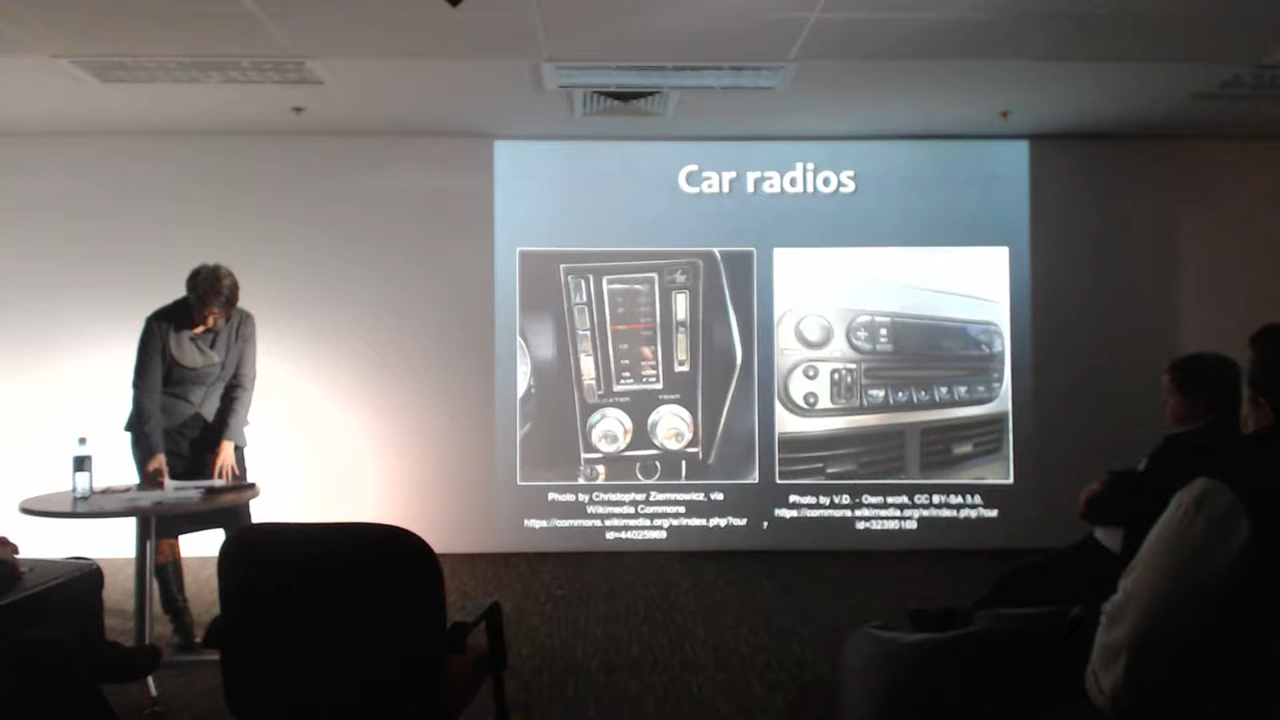 Car radios
Photo by Christopher Ziemnowicz, via
Wikimedia Commons
https://commons.wikimedia.org/w/index.php?cur
id=44025989
,
Photo by V.D. - Own work, CC BY-SA 3.0,
https://commons.wikimedia.org/w/index.php?cur
id=32395169